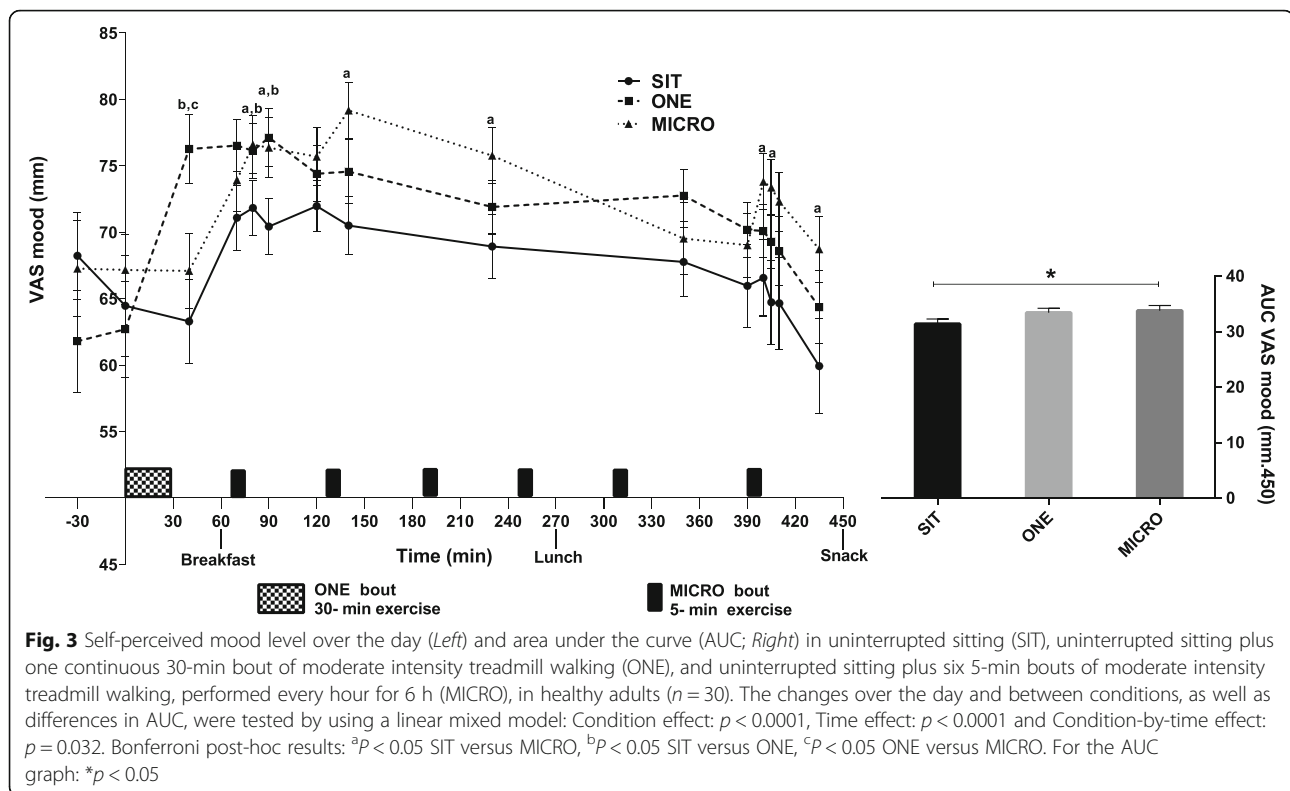 85
80
75
70
65
60
55
45
VAS mood (mm)
b,c
a,b
a,b
a
a
a
a
a
SIT
ONE
MICRO
-30 30 60 90 120 150 180 210 240 270 300 330 360 390 420 450
Breakfast
Time (min)
Lunch
Snack
ONE bout
30- min exercise
MICRO bout
5- min exercise
*
40
30
20
10
0
AUC VAS mood (mm.450)
SIT
ONE
MICRO
Fig. 3 Self-perceived mood level over the day (Left) and area under the curve (AUC; Right) in uninterrupted sitting (SIT), uninterrupted sitting plus
one continuous 30-min bout of moderate intensity treadmill walking (ONE), and uninterrupted sitting plus six 5-min bouts of moderate intensity
treadmill walking, performed every hour for 6 h (MICRO), in healthy adults (n = 30). The changes over the day and between conditions, as well as
differences in AUC, were tested by using a linear mixed model: Condition effect: p < 0.0001, Time effect: p < 0.0001 and Condition-by-time effect:
p = 0.032. Bonferroni post-hoc results: aP < 0.05 SIT versus MICRO, bP < 0.05 SIT versus ONE, cP < 0.05 ONE versus MICRO. For the AUC
graph: *p < 0.05